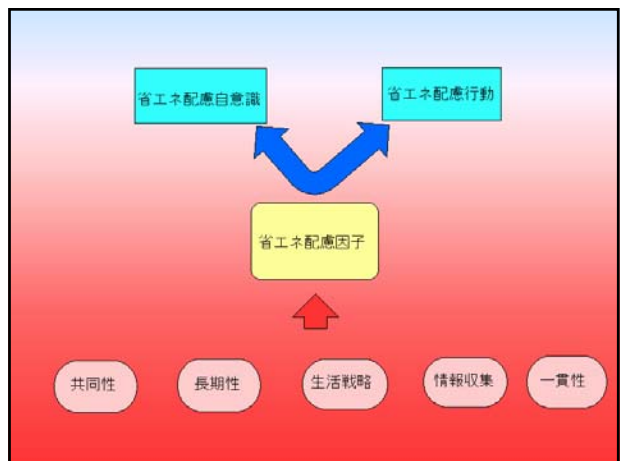 省エネ配慮自意識
省エネ配慮行動
省エネ配慮因子
共同性
長期性
生活戦略
情報収集
一貫性